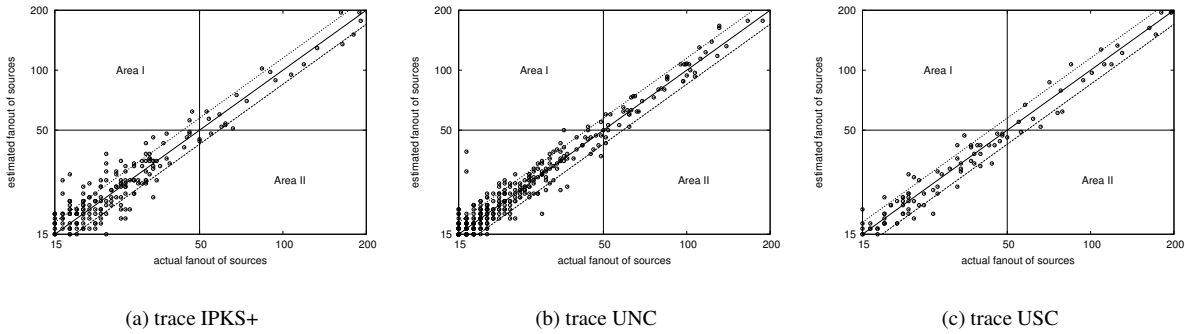 estimated fanout of sources
200
100
50
15
Area I
Area II
15
50
100
200
actual fanout of sources
(a) trace IPKS+
estimated fanout of sources
200
100
50
15
Area I
Area II
15
50
100
200
actual fanout of sources
(b) trace UNC
estimated fanout of sources
200
100
50
15
Area I
Area II
15
50
100
200
actual fanout of sources
(c) trace USC